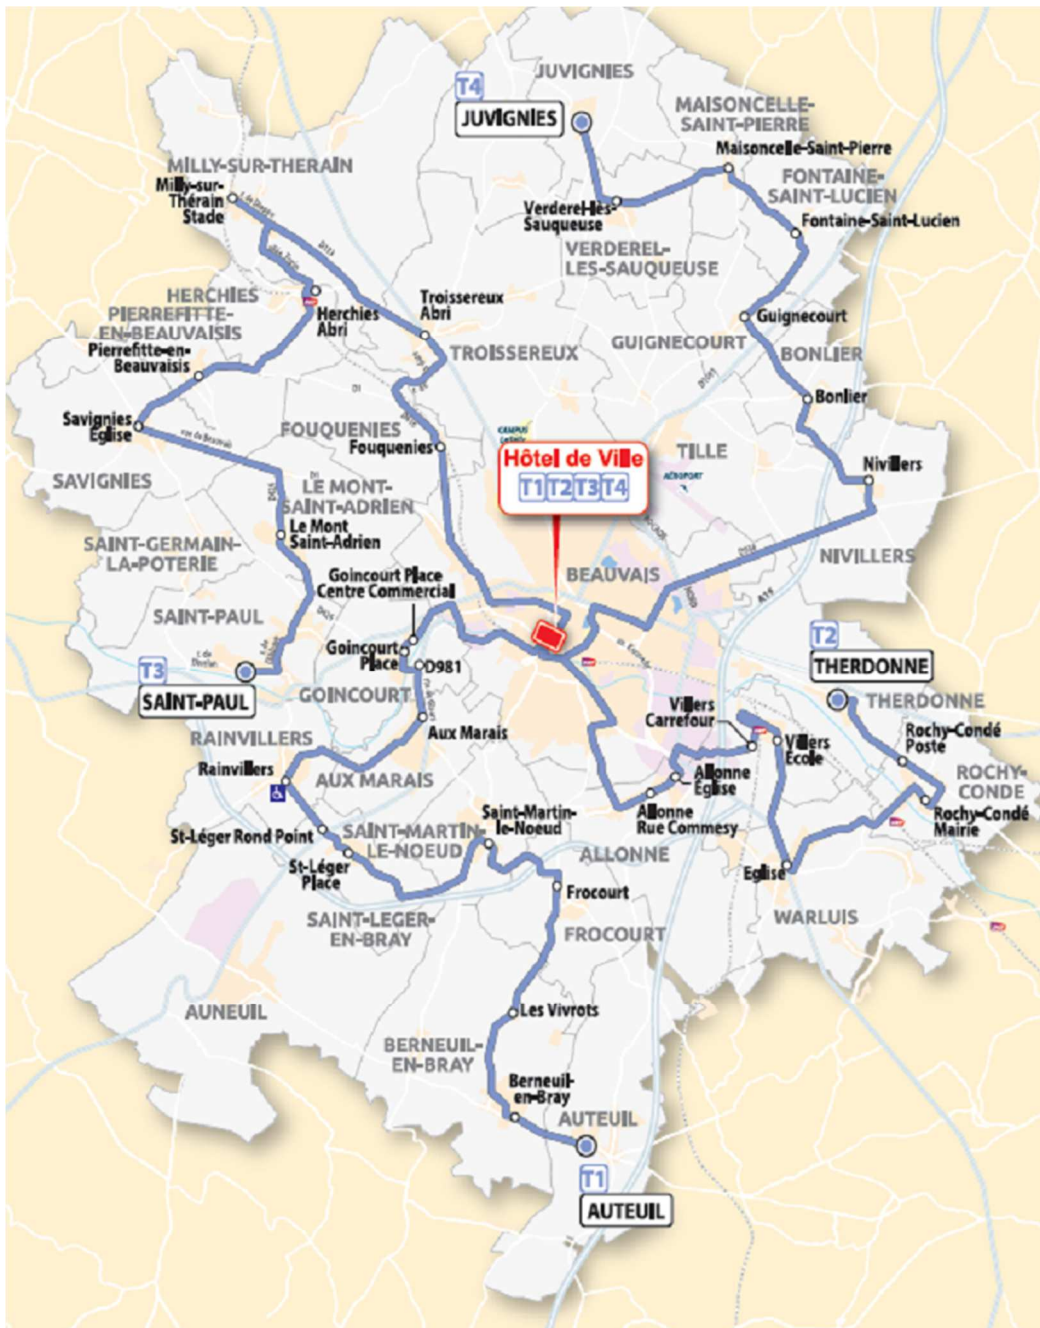 JUVIGNIES
T4
JUVIGNIES
MAISONCELLE-
SAINT-PIERRE
Maisoncelle-Saint-Pierre
MILLY-SUR-THERAIN
Milly-sur-
Thérain
Stade
FONTAINE-
SAINT-LUCIEN
Verderel-lès-
Sauqueuse
Fontaine-Saint-Lucien
VERDEREL-
LES-SAUQUEUSE
HERCHIES
Herchies
Abri
Troissereux
Abri
PIERREFITTE-
EN-BEAUVAISIS
Pierrefitte-en-
Beauvaisis
TROISSEREUX
Guignecourt
GUIGNECOURT
BONLIER
Bonlier
Savignies
Eglise
FOUQUENIES
Fouquenies
CAMPUS
TILLE
AÉROPORT
Hôtel de Ville
T1 T2 T3 T4
Nivillers
SAVIGNIES
LE MONT-
SAINT-ADRIEN
Le Mont
Saint-Adrien
SAINT-GERMAIN-
LA-POTERIE
NIVILLERS
Goincourt Place
Centre Commercial
BEAUVAIS
A16
SAINT-PAUL
T3
SAINT-PAUL
Goincourt
Place
D981
GOINCOURT
T2
THERDONNE
THERDONNE
Villers
Carrefour
Villers
Ecole
Rochy-Condé
Poste
Aux Marais
RAINVILLERS
Rainvillers
AUX MARAIS
Allonne
Église
ROCHY-
CONDE
Rochy-Condé
Mairie
Allonne
Rue Commesy
Saint-Martin-
le-Noeud
St-Léger Rond Point
SAINT-MARTIN-
LE-NOEUD
St-Léger
Place
ALLONNE
Eglise
Frocourt
SAINT-LEGER-
EN-BRAY
FROCOURT
WARLUIS
AUNEUIL
Les Vivrots
BERNEUIL-
EN-BRAY
Berneuil-
en-Bray
AUTEUIL
T1
AUTEUIL